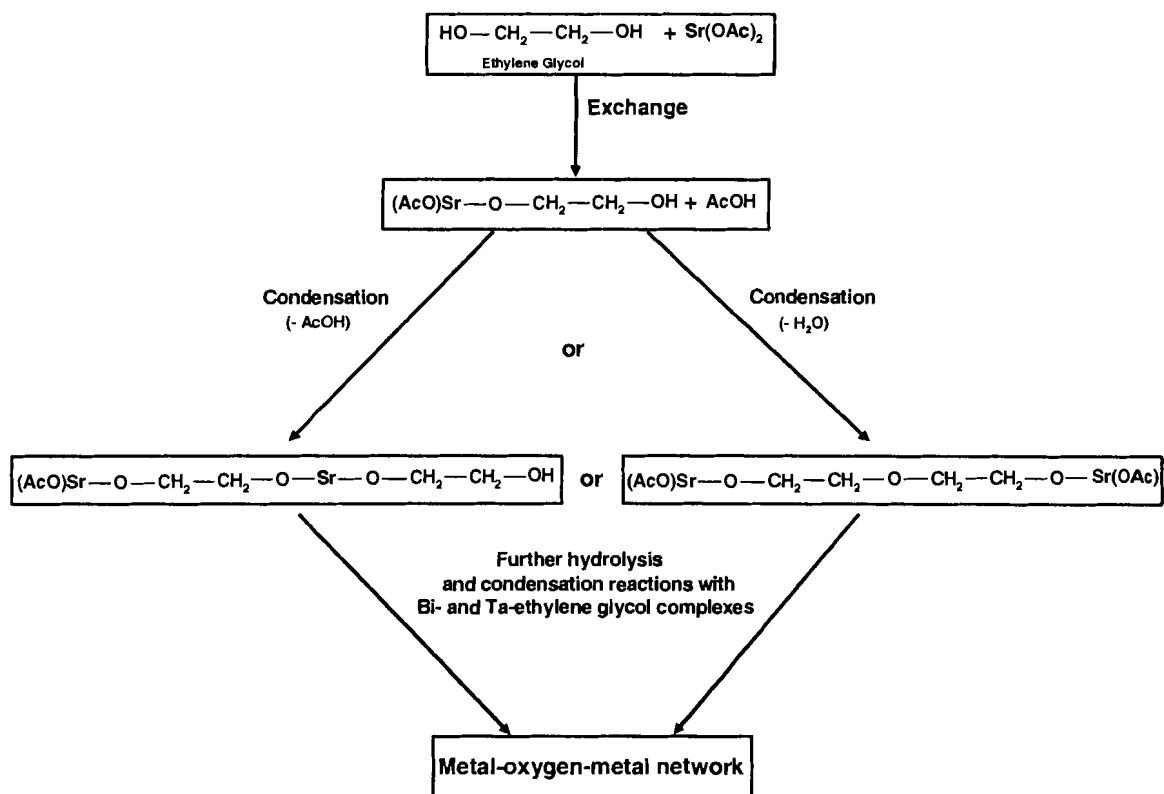 HO—CH₂—CH₂—OH + Sr(OAc)₂
Ethylene Glycol
Exchange
(AcO)Sr—O—CH₂—CH₂—OH + AcOH
Condensation
(- AcOH)
Condensation
(- H₂O)
or
(AcO)Sr—O—CH₂—CH₂—O—Sr—O—CH₂—CH₂—OH
or
(AcO)Sr—O—CH₂—CH₂—O—CH₂—CH₂—O—Sr(OAc)
Further hydrolysis
and condensation reactions with
Bi- and Ta-ethylene glycol complexes
Metal-oxygen-metal network